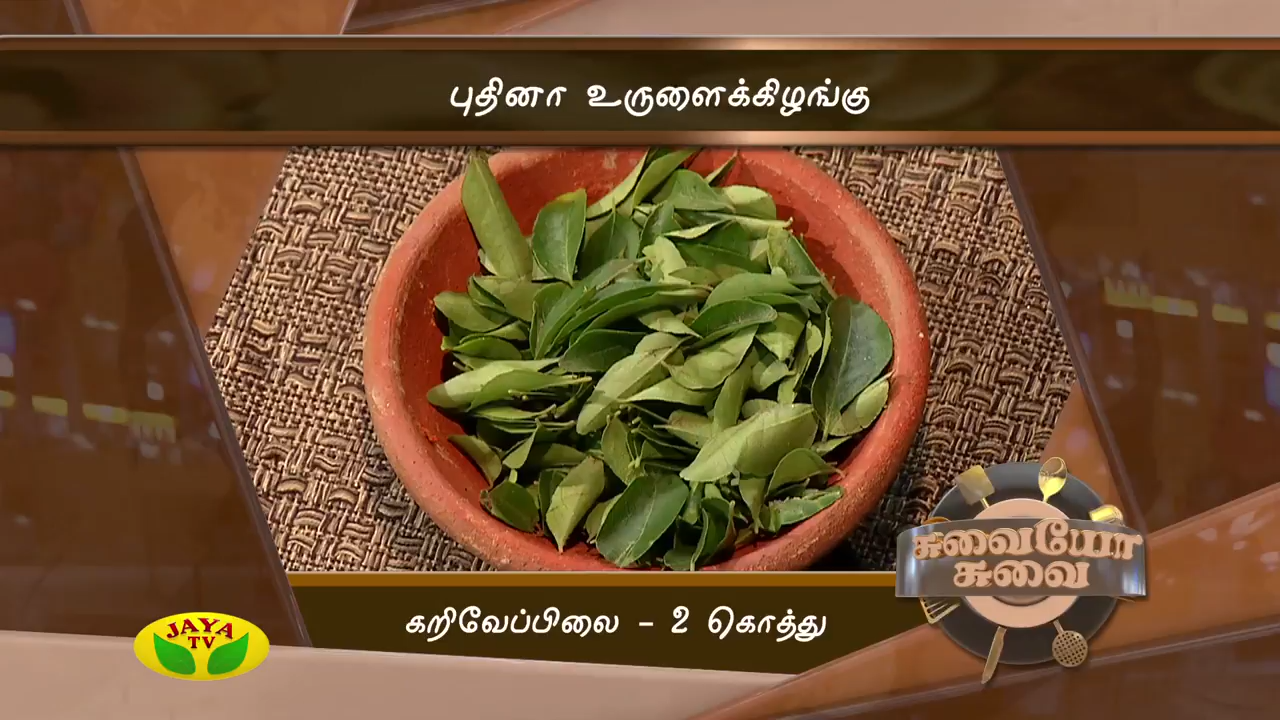 புதினா உருளைக்கிழங்கு
சுவையோ
சுவை
கறிவேப்பிலை - 2 கொத்து
JAYA
TV